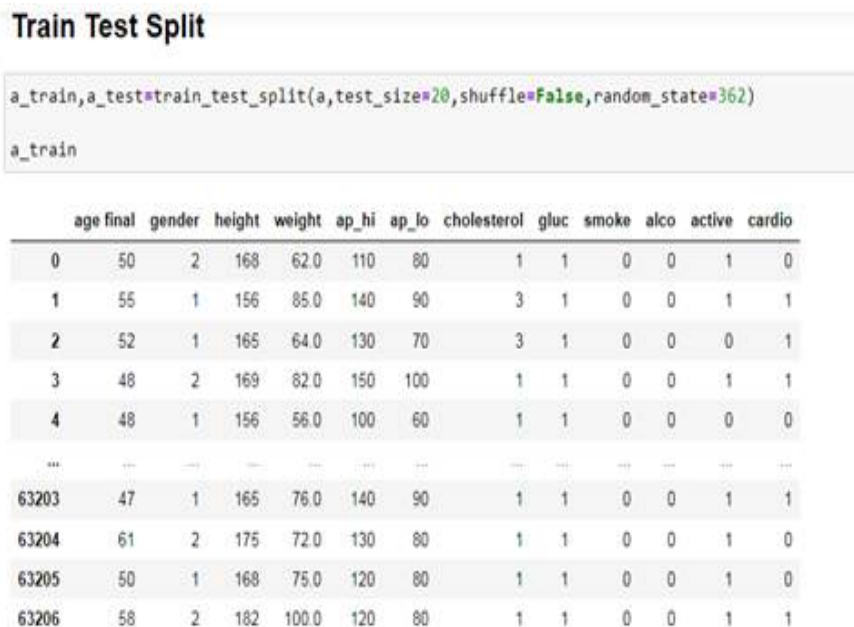 Train Test Split
a_train,a_test=train_test_split(a,test_size=20,shuffle=False,random_state=362)
a_train
age final gender height weight ap_hi ap_lo cholesterol gluc smoke alco active cardio
0 50 2 168 62.0 110 80 1 1 0 0 1 0
1 55 1 156 85.0 140 90 3 1 0 0 1 1
2 52 1 165 64.0 130 70 3 1 0 0 0 1
3 48 2 169 82.0 150 100 1 1 0 0 1 1
4 48 1 156 56.0 100 60 1 1 0 0 0 0
... ... ... ... ... ... ... ... ... ... ... ... ...
63203 47 1 165 76.0 140 90 1 1 0 0 1 1
63204 61 2 175 72.0 130 80 1 1 0 0 1 0
63205 50 1 168 75.0 120 80 1 1 0 0 1 0
63206 58 2 182 100.0 120 80 1 1 0 0 1 1